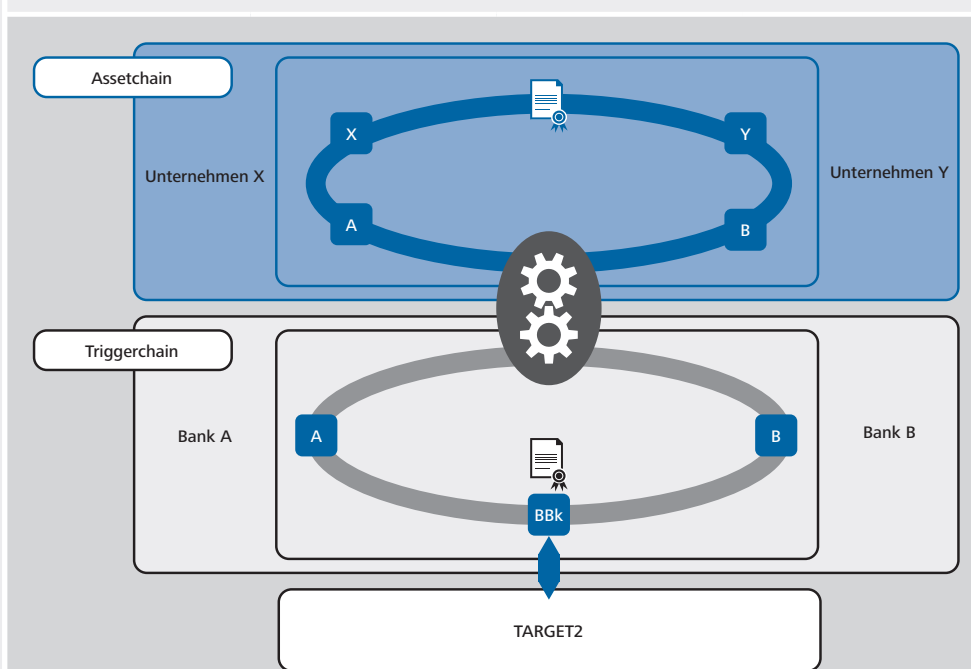 Assetchain
X
Y
Unternehmen X
Unternehmen Y
A
B
Triggerchain
Bank A
A
B
Bank B
BBk
TARGET2